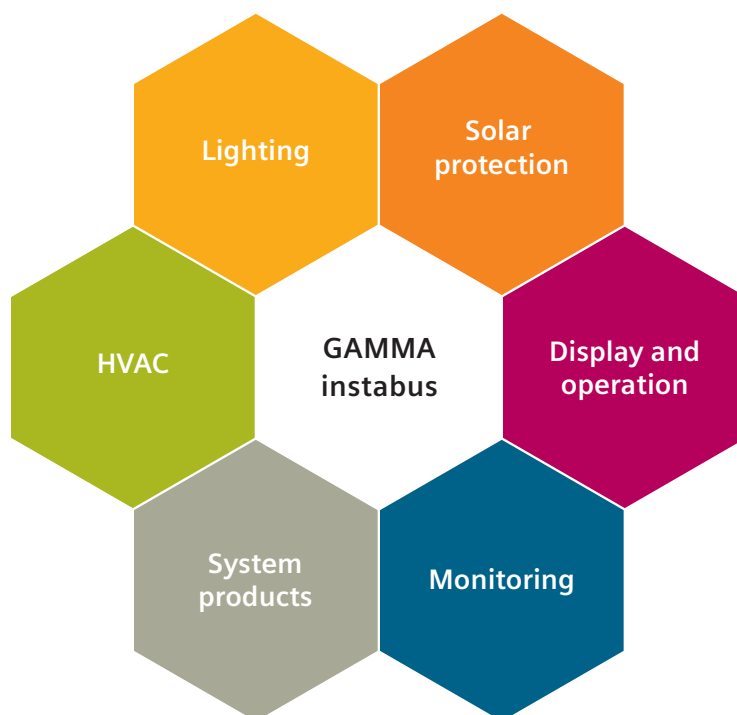 Lighting
Solar
protection
HVAC
GAMMA
instabus
Display and
operation
System
products
Monitoring